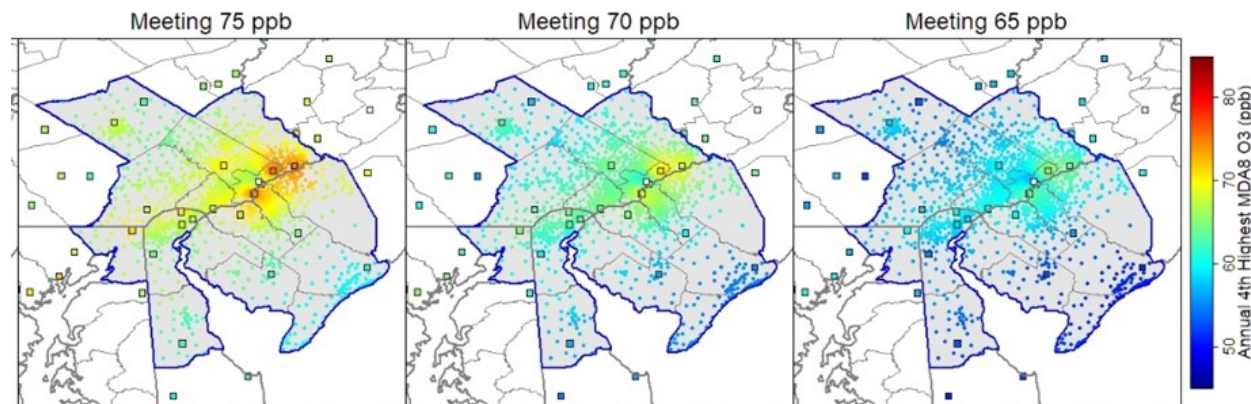 Meeting 75 ppb
Meeting 70 ppb
Meeting 65 ppb
80
70
60
50
Annual 4th Highest MDA8 O3 (ppb)